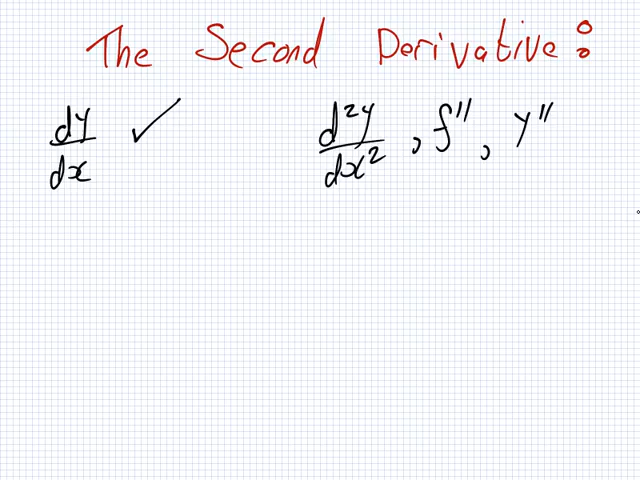 The Second Derivative:
dy/dx ✓ d²y/dx² , f'' , y''